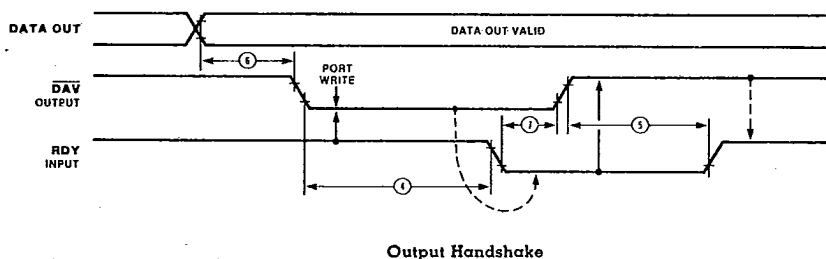 DATA OUT
DATA OUT VALID
6
DAV
OUTPUT
PORT
WRITE
7
5
RDY
INPUT
4
Output Handshake